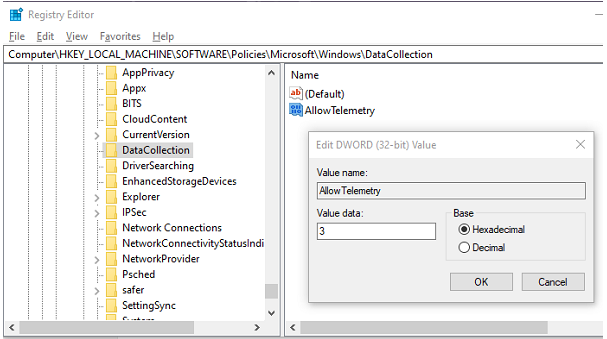 Registry Editor
File Edit View Favorites Help
Computer\HKEY_LOCAL_MACHINE\SOFTWARE\Policies\Microsoft\Windows\DataCollection
AppPrivacy
Appx
BITS
CloudContent
CurrentVersion
DataCollection
DriverSearching
EnhancedStorageDevices
Explorer
IPSec
Network Connections
NetworkConnectivityStatusIndi
NetworkProvider
Psched
safer
SettingSync
Name
(Default)
AllowTelemetry
Edit DWORD (32-bit) Value
Value name:
AllowTelemetry
Value data:
3
Base
Hexadecimal
Decimal
OK Cancel